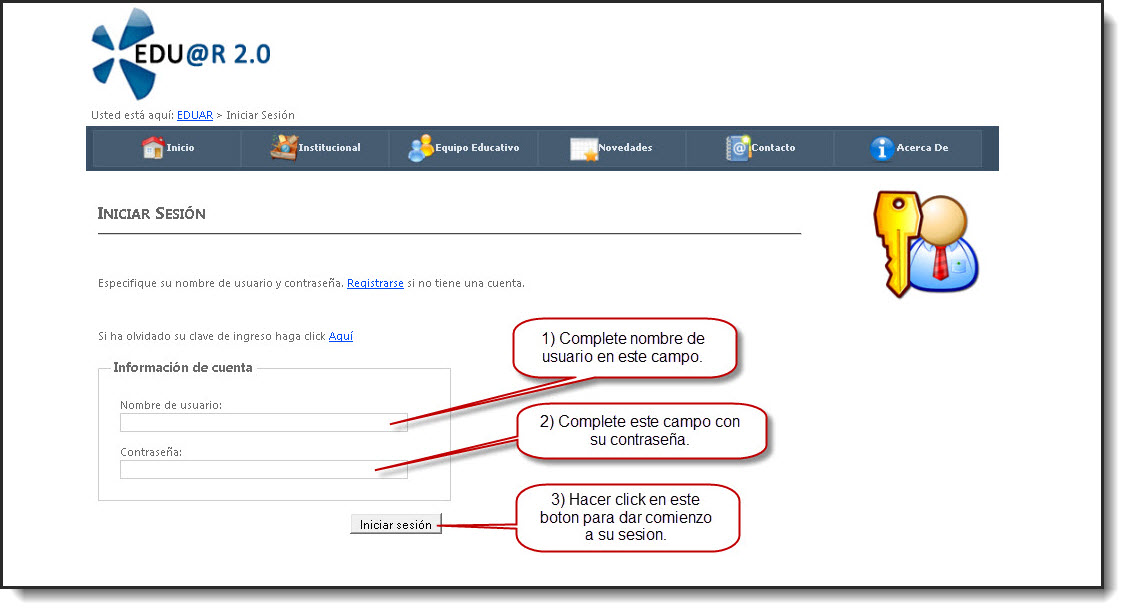 EDU@R 2.0
Usted está aquí: EDUAR > Iniciar Sesión
Inicio
Institucional
Equipo Educativo
Novedades
Contacto
Acerca De
INICIAR SESIÓN
Especifique su nombre de usuario y contraseña. Registrarse si no tiene una cuenta.
Si ha olvidado su clave de ingreso haga click Aquí
1) Complete nombre de
usuario en este campo.
Información de cuenta
Nombre de usuario:
2) Complete este campo con
su contraseña.
Contraseña:
3) Hacer click en este
boton para dar comienzo
a su sesion.
Iniciar sesión